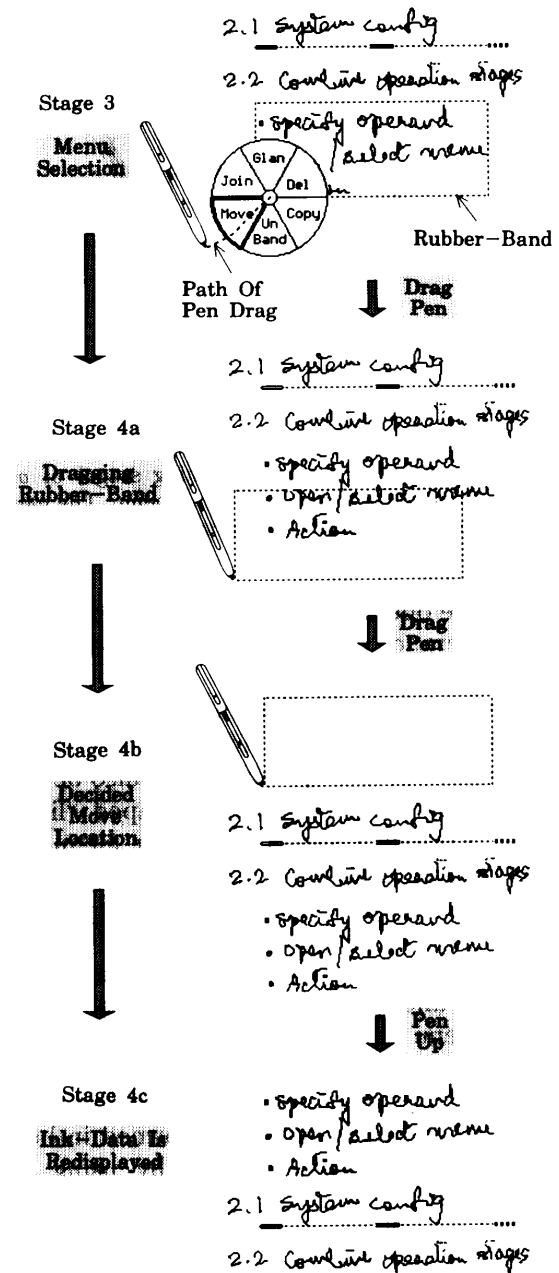 2.1 System config
2.2 Combine operation stages
Stage 3
Menu
Selection
• specify operand
/select menu
Glan
Join
Del
Move
Un
Band
Copy
Rubber-Band
Path Of
Pen Drag
Drag
Pen
2.1 System config
2.2 Combine operation stages
Stage 4a
Dragging
Rubber-Band
• specify operand
• open/select menu
• Action
Drag
Pen
Stage 4b
Decided
Move
Location
2.1 System config
2.2 Combine operation stages
• specify operand
• open/select menu
• Action
Pen
Up
Stage 4c
Ink-Data Is
Redisplayed
• specify operand
• open/select menu
• Action
2.1 System config
2.2 Combine operation stages